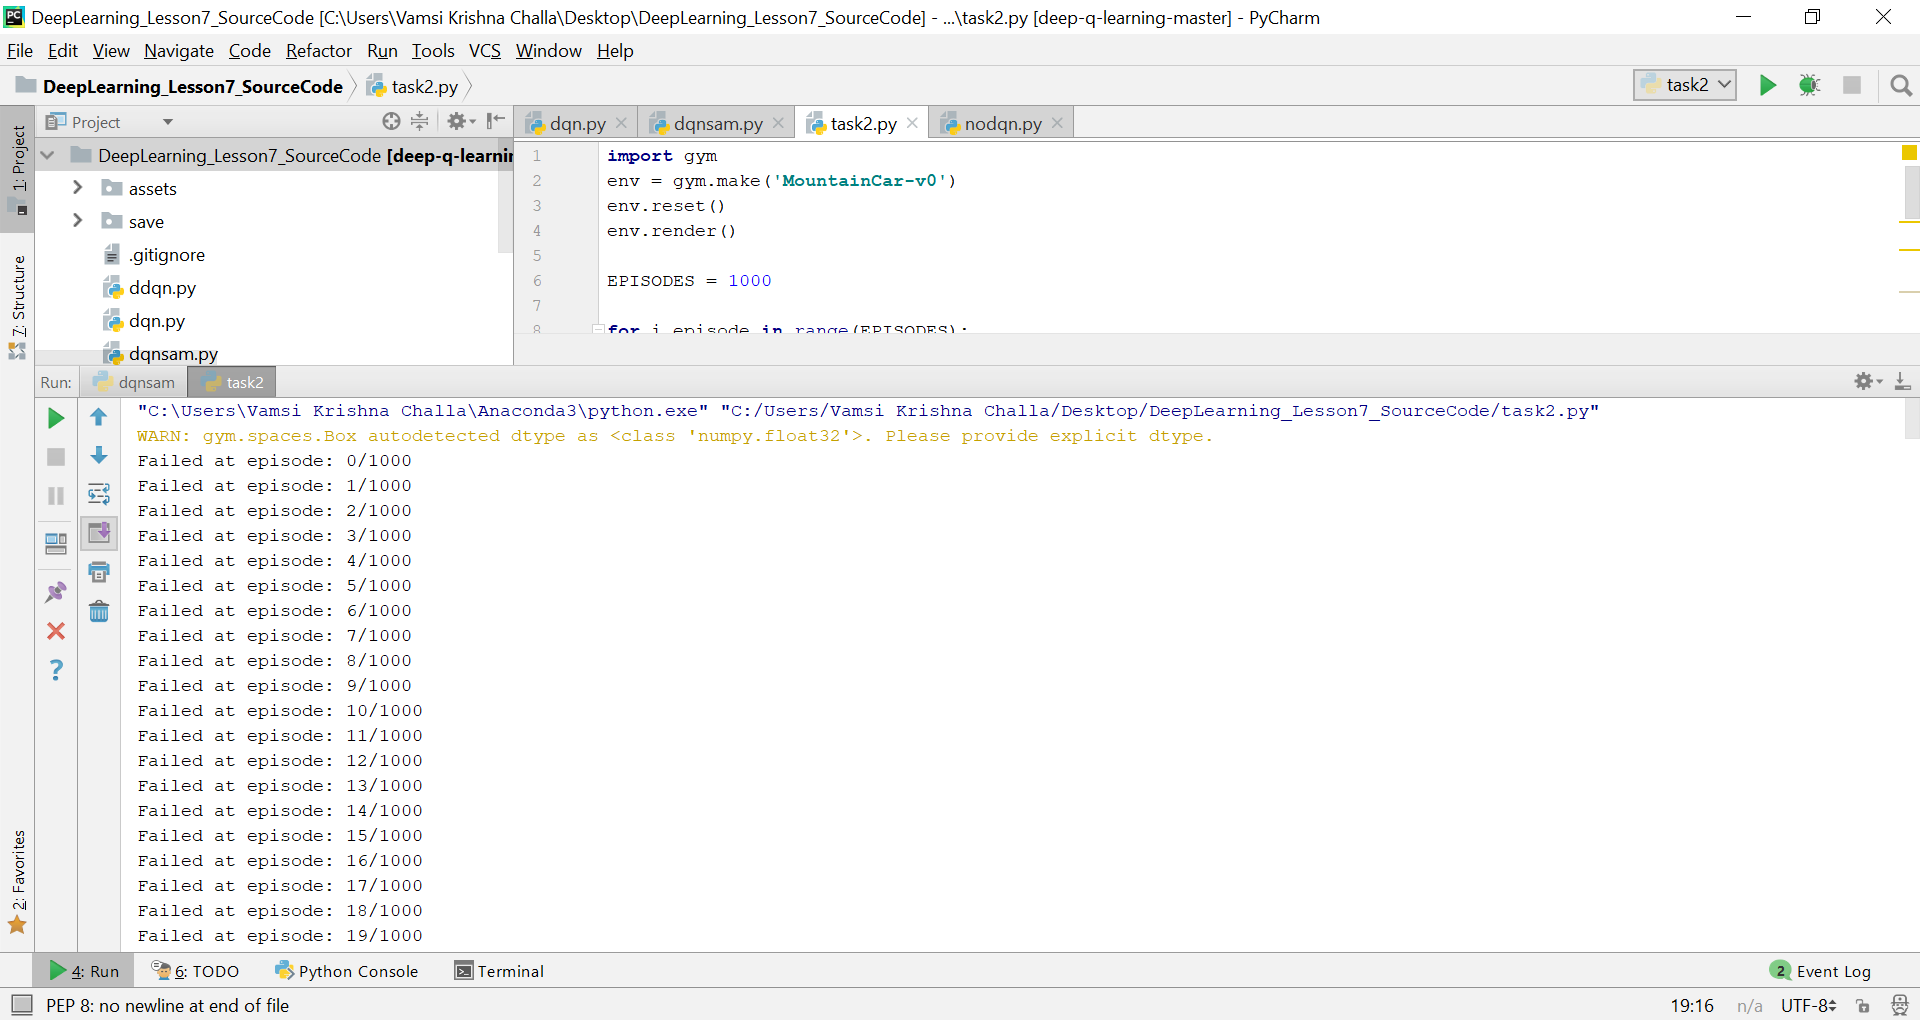 DeepLearning_Lesson7_SourceCode [C:\Users\Vamsi Krishna Challa\Desktop\DeepLearning_Lesson7_SourceCode] - ...\task2.py [deep-q-learning-master] - PyCharm
File Edit View Navigate Code Refactor Run Tools VCS Window Help
DeepLearning_Lesson7_SourceCode task2.py task2
1: Project
7: Structure
2: Favorites
Project
DeepLearning_Lesson7_SourceCode [deep-q-learnin
assets
save
.gitignore
ddqn.py
dqn.py
dqnsam.py
dqn.py dqnsam.py task2.py nodqn.py
1 import gym
2 env = gym.make('MountainCar-v0')
3 env.reset()
4 env.render()
5
6 EPISODES = 1000
7
8 for i_episode in range(EPISODES):
Run: dqnsam task2
"C:\Users\Vamsi Krishna Challa\Anaconda3\python.exe" "C:/Users/Vamsi Krishna Challa/Desktop/DeepLearning_Lesson7_SourceCode/task2.py"
WARN: gym.spaces.Box autodetected dtype as <class 'numpy.float32'>. Please provide explicit dtype.
Failed at episode: 0/1000
Failed at episode: 1/1000
Failed at episode: 2/1000
Failed at episode: 3/1000
Failed at episode: 4/1000
Failed at episode: 5/1000
Failed at episode: 6/1000
Failed at episode: 7/1000
Failed at episode: 8/1000
Failed at episode: 9/1000
Failed at episode: 10/1000
Failed at episode: 11/1000
Failed at episode: 12/1000
Failed at episode: 13/1000
Failed at episode: 14/1000
Failed at episode: 15/1000
Failed at episode: 16/1000
Failed at episode: 17/1000
Failed at episode: 18/1000
Failed at episode: 19/1000
4: Run 6: TODO Python Console Terminal 2 Event Log
PEP 8: no newline at end of file 19:16 n/a UTF-8